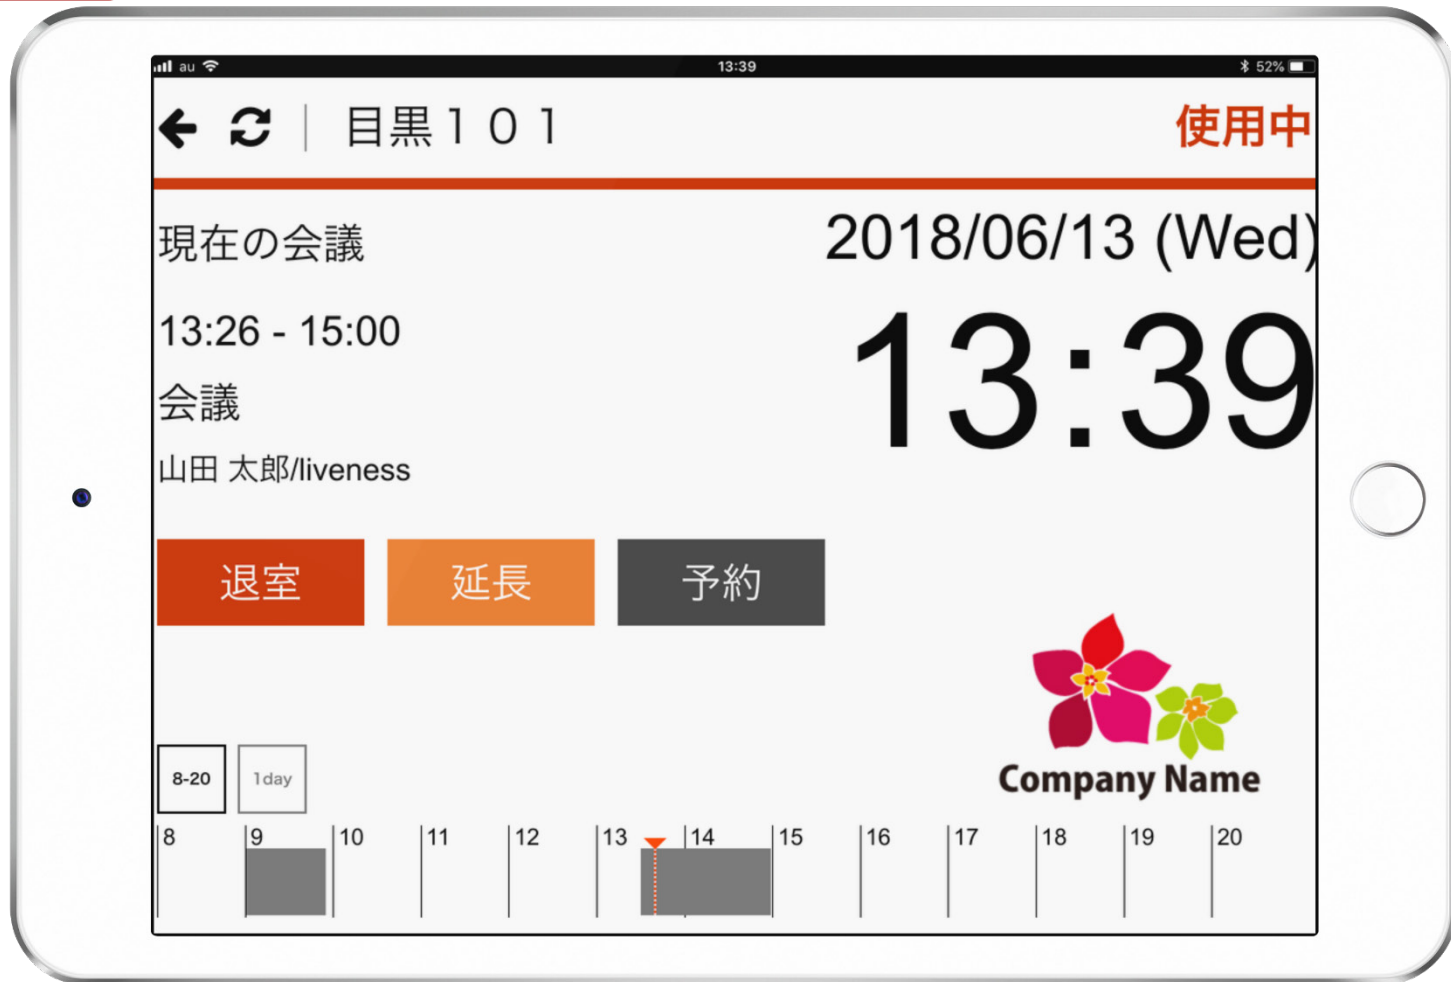 au 13:39 52%
目黒１０１ 使用中
現在の会議 2018/06/13 (Wed)
13:26 - 15:00
13:39
会議
山田 太郎/liveness
退室 延長 予約
8-20 1day
Company Name
8 9 10 11 12 13 14 15 16 17 18 19 20